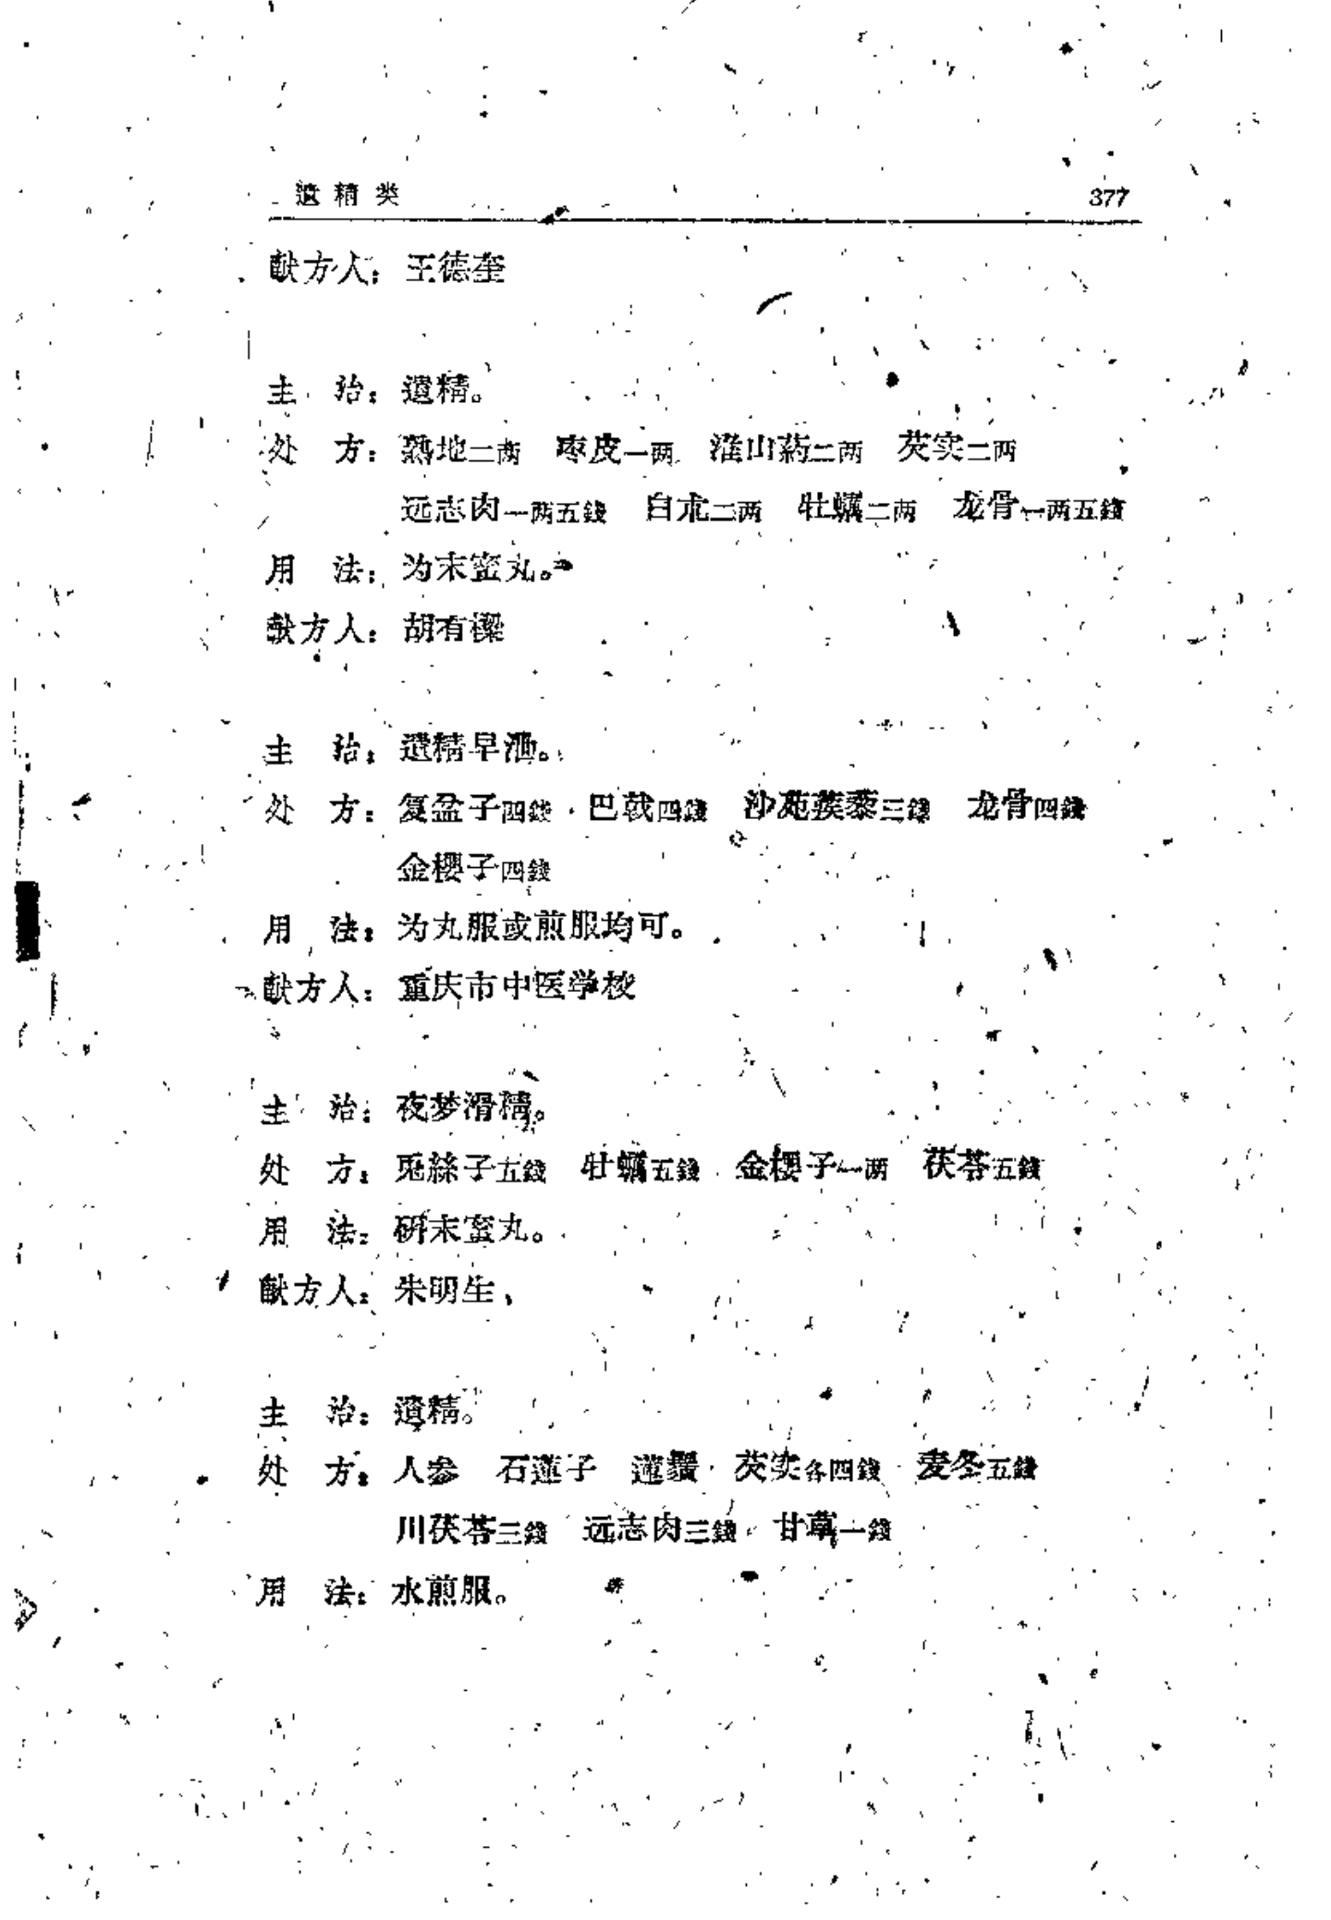 遺精类 377
献方人：王德奎
主　治：遺精。
处　方：熟地二两　枣皮一两　淮山药二两　芡实二两
远志肉一两五錢　白朮二两　牡蠣二两　龙骨一两五錢
用　法：为末蜜丸。
献方人：胡有樑
主　治：遺精早洩。
处　方：复盆子四錢　巴戟四錢　沙苑蒺藜三錢　龙骨四錢
金櫻子四錢
用　法：为丸服或煎服均可。
献方人：重庆市中医学校
主　治：夜梦滑精。
处　方：兎絲子五錢　牡蠣五錢　金櫻子一两　茯苓五錢
用　法：研末蜜丸。
献方人：朱明生
主　治：遺精。
处　方：人参　石蓮子　蓮鬚　芡实各四錢　麦冬五錢
川茯苓三錢　远志肉三錢　甘草一錢
用　法：水煎服。